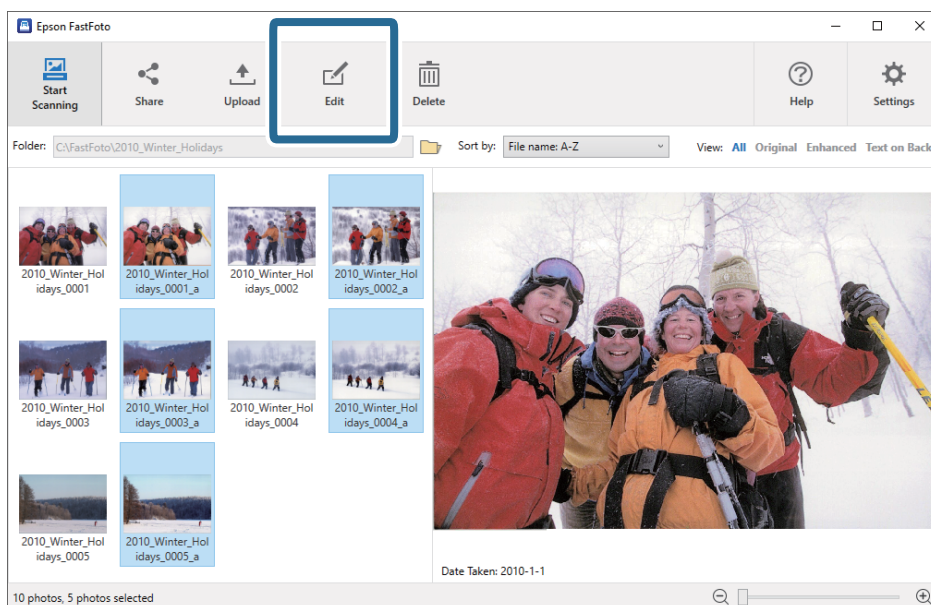 Epson FastFoto
Start
Scanning
Share
Upload
Edit
Delete
Help
Settings
Folder: C:\FastFoto\2010_Winter_Holidays
Sort by: File name: A-Z
View: All Original Enhanced Text on Back
2010_Winter_Hol
idays_0001
2010_Winter_Hol
idays_0001_a
2010_Winter_Hol
idays_0002
2010_Winter_Hol
idays_0002_a
2010_Winter_Hol
idays_0003
2010_Winter_Hol
idays_0003_a
2010_Winter_Hol
idays_0004
2010_Winter_Hol
idays_0004_a
2010_Winter_Hol
idays_0005
2010_Winter_Hol
idays_0005_a
Date Taken: 2010-1-1
10 photos, 5 photos selected